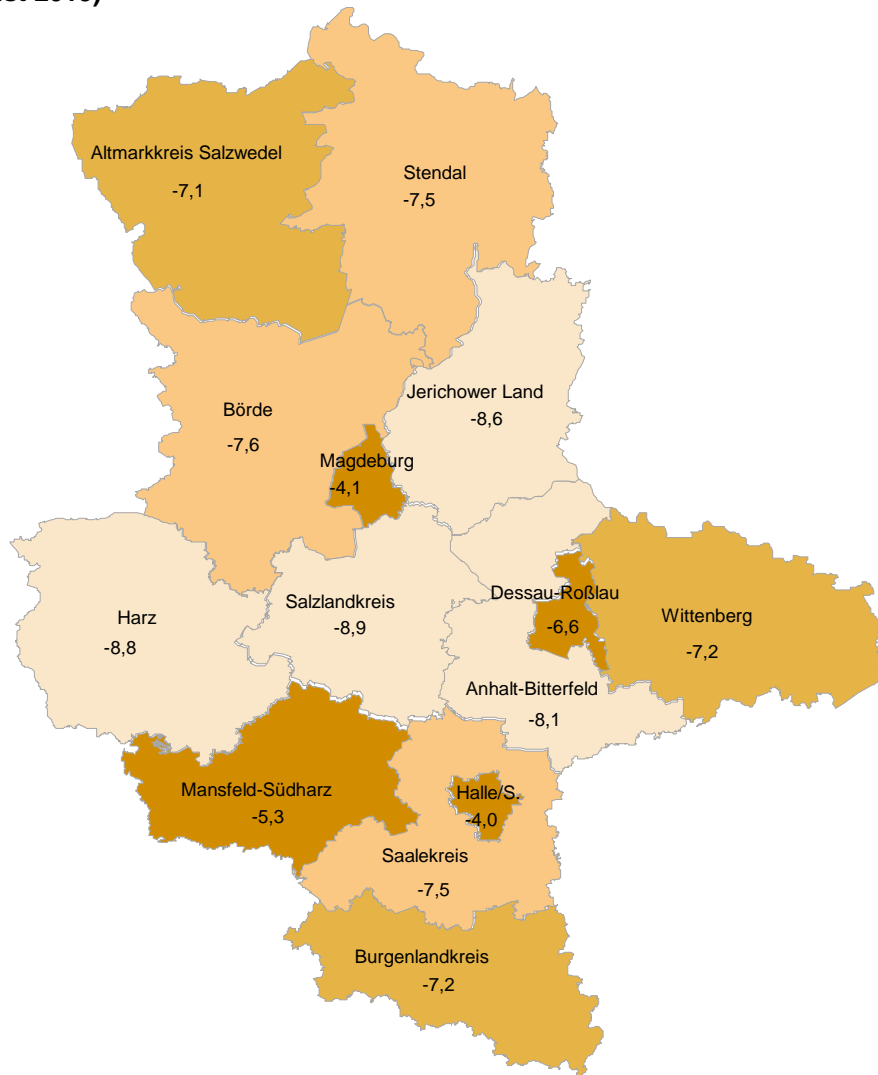 Altmarkkreis Salzwedel
-7,1
Stendal
-7,5
Jerichower Land
-8,6
Börde
-7,6
Magdeburg
-4,1
Harz
-8,8
Salzlandkreis
-8,9
Dessau-Roßlau
-6,6
Wittenberg
-7,2
Anhalt-Bitterfeld
-8,1
Mansfeld-Südharz
-5,3
Halle/S.
-4,0
Saalekreis
-7,5
Burgenlandkreis
-7,2